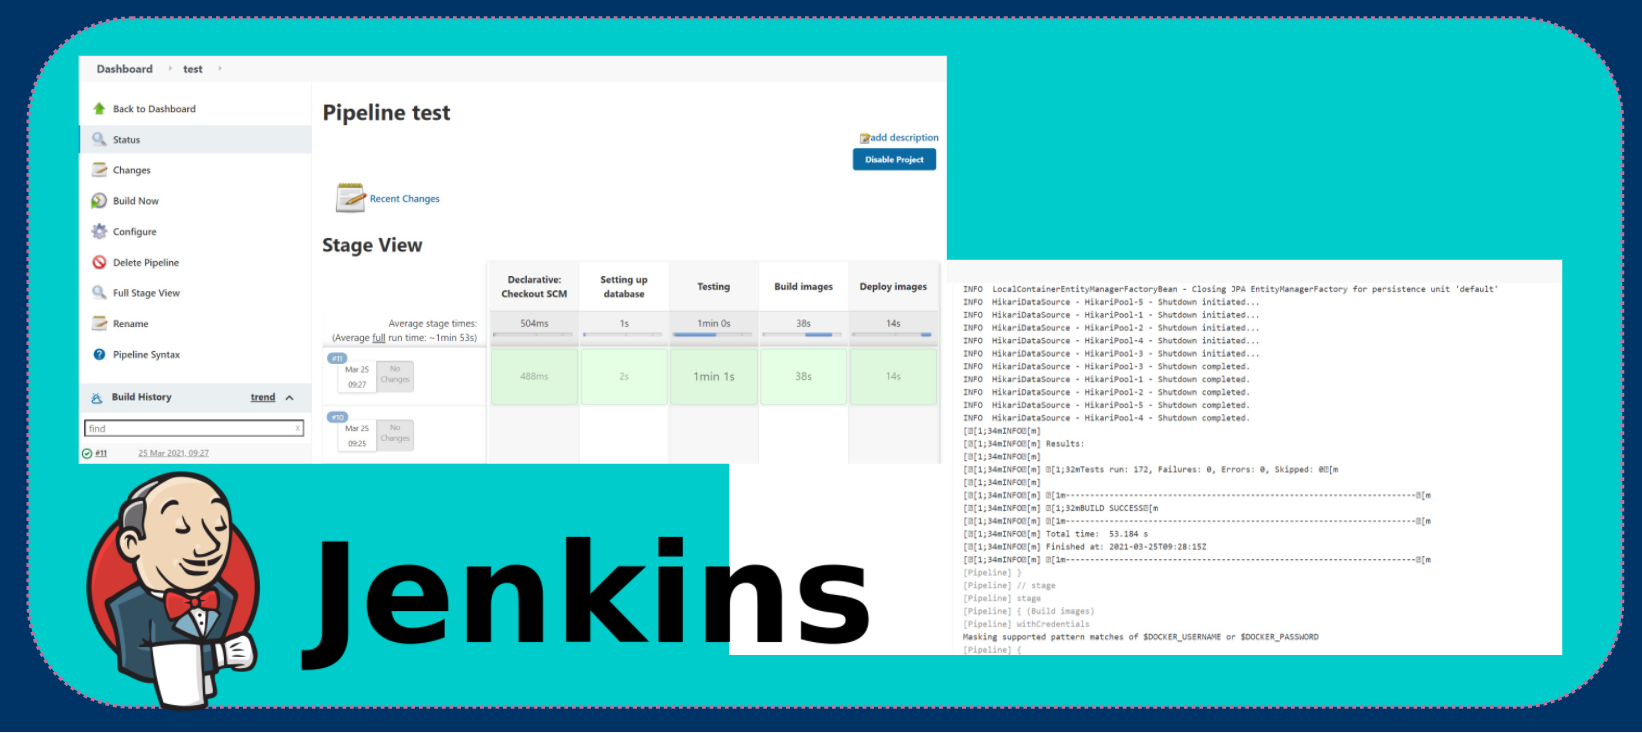 Dashboard
test
Back to Dashboard
Status
Changes
Build Now
Configure
Delete Pipeline
Full Stage View
Rename
Pipeline Syntax
Build History
trend
find
x
#11
25 Mar 2021, 09:27
Pipeline test
add description
Disable Project
Recent Changes
Stage View
Declarative: Checkout SCM
Setting up database
Testing
Build images
Deploy images
Average stage times:
504ms
1s
1min 0s
38s
14s
(Average full run time: ~1min 53s)
#11
Mar 25
09:27
No Changes
488ms
2s
1min 1s
38s
14s
#10
Mar 25
09:25
No Changes
INFO LocalContainerEntityManagerFactoryBean - Closing JPA EntityManagerFactory for persistence unit 'default'
INFO HikariDataSource - HikariPool-5 - Shutdown initiated...
INFO HikariDataSource - HikariPool-1 - Shutdown initiated...
INFO HikariDataSource - HikariPool-2 - Shutdown initiated...
INFO HikariDataSource - HikariPool-4 - Shutdown initiated...
INFO HikariDataSource - HikariPool-3 - Shutdown initiated...
INFO HikariDataSource - HikariPool-3 - Shutdown completed.
INFO HikariDataSource - HikariPool-1 - Shutdown completed.
INFO HikariDataSource - HikariPool-2 - Shutdown completed.
INFO HikariDataSource - HikariPool-5 - Shutdown completed.
INFO HikariDataSource - HikariPool-4 - Shutdown completed.
[[1;34mINFO[m]
[[1;34mINFO[m] Results:
[[1;34mINFO[m]
[[1;34mINFO[m] [1;32mTests run: 172, Failures: 0, Errors: 0, Skipped: 0[m
[[1;34mINFO[m]
[[1;34mINFO[m] [1m------------------------------------------------------------------------[m
[[1;34mINFO[m] [1;32mBUILD SUCCESS[m
[[1;34mINFO[m] [1m------------------------------------------------------------------------[m
[[1;34mINFO[m] Total time: 53.184 s
[[1;34mINFO[m] Finished at: 2021-03-25T09:28:15Z
[[1;34mINFO[m] [1m------------------------------------------------------------------------[m
[Pipeline] }
[Pipeline] // stage
[Pipeline] stage
[Pipeline] { (Build images)
[Pipeline] withCredentials
Masking supported pattern matches of $DOCKER_USERNAME or $DOCKER_PASSWORD
[Pipeline] {
Jenkins